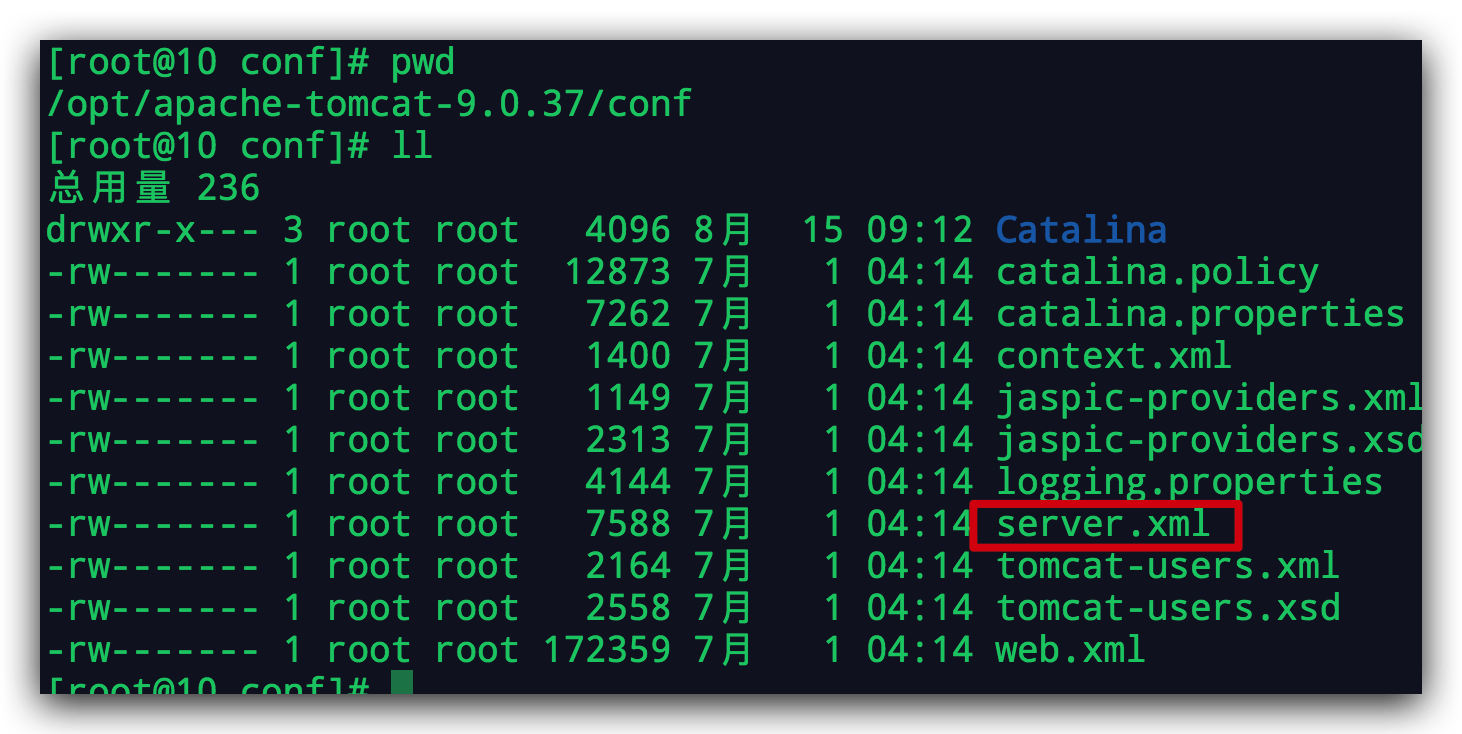 [root@10 conf]# pwd
/opt/apache-tomcat-9.0.37/conf
[root@10 conf]# ll
总用量 236
drwxr-x--- 3 root root   4096 8月  15 09:12 Catalina
-rw------- 1 root root  12873 7月   1 04:14 catalina.policy
-rw------- 1 root root   7262 7月   1 04:14 catalina.properties
-rw------- 1 root root   1400 7月   1 04:14 context.xml
-rw------- 1 root root   1149 7月   1 04:14 jaspic-providers.xml
-rw------- 1 root root   2313 7月   1 04:14 jaspic-providers.xsd
-rw------- 1 root root   4144 7月   1 04:14 logging.properties
-rw------- 1 root root   7588 7月   1 04:14 server.xml
-rw------- 1 root root   2164 7月   1 04:14 tomcat-users.xml
-rw------- 1 root root   2558 7月   1 04:14 tomcat-users.xsd
-rw------- 1 root root 172359 7月   1 04:14 web.xml
[root@10 conf]#